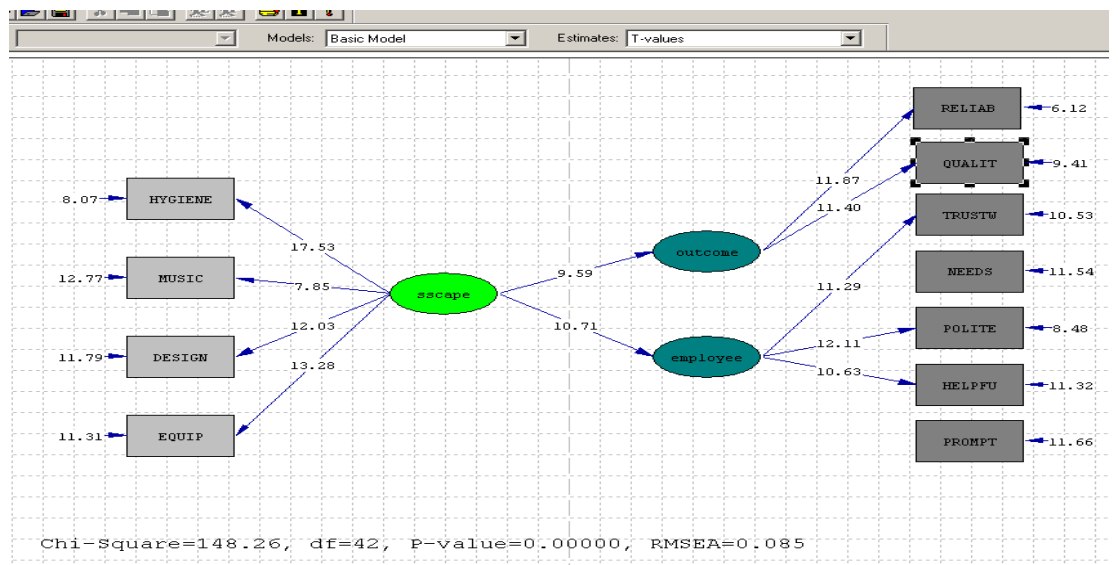 Models: Basic Model Estimates: T-values
RELIAB 6.12
QUALIT 9.41
11.87
8.07 HYGIENE 11.40 TRUSTW 10.53
17.53 outcome
12.77 MUSIC 7.85 9.59 NEEDS 11.54
sscape 11.29
12.03 10.71 POLITE 8.48
11.79 DESIGN 13.28 employee 12.11
10.63 HELPFU 11.32
11.31 EQUIP PROMPT 11.66
Chi-Square=148.26, df=42, P-value=0.00000, RMSEA=0.085